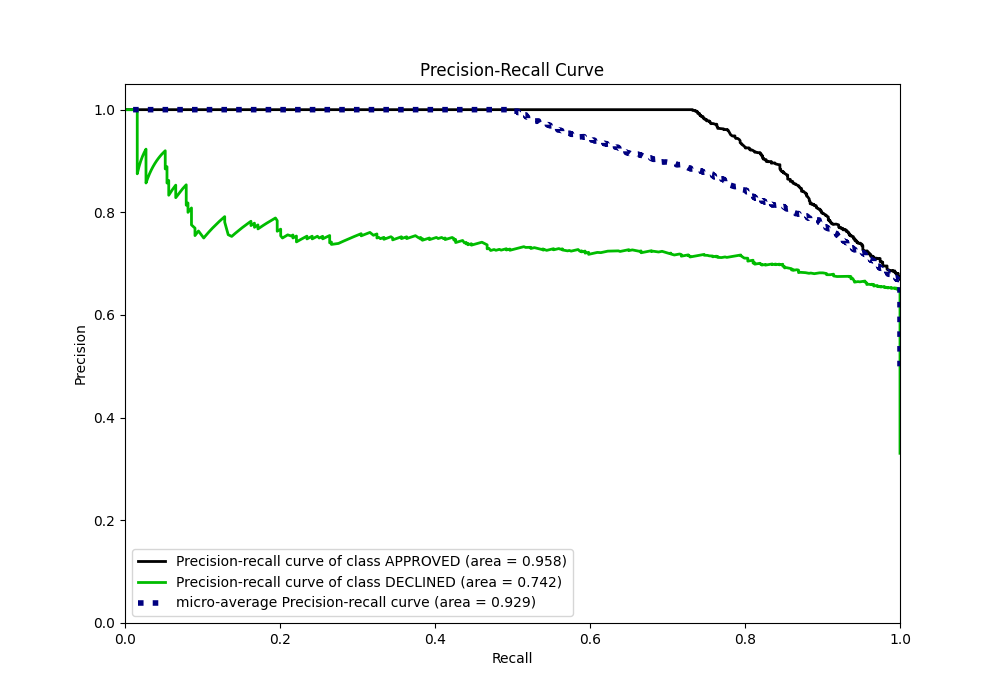 Precision-Recall Curve
1.0
0.8
0.6
0.4
0.2
0.0
Precision
Precision-recall curve of class APPROVED (area = 0.958)
Precision-recall curve of class DECLINED (area = 0.742)
micro-average Precision-recall curve (area = 0.929)
0.0 0.2 0.4 0.6 0.8 1.0
Recall